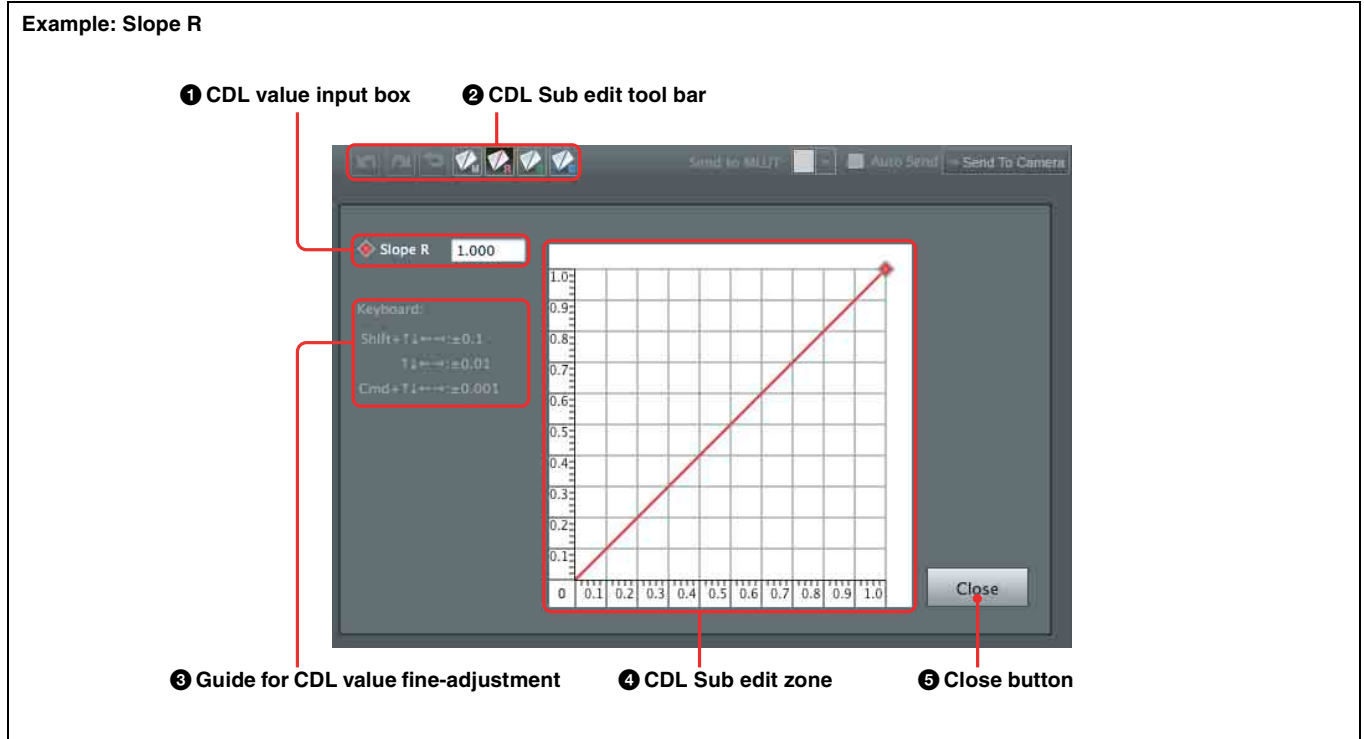 Example: Slope R
❶ CDL value input box
❷ CDL Sub edit tool bar
M R G B
Send to MLUT
Auto Send
Send To Camera
Slope R 1.000
Keyboard:
Shift+↑↓←→:±0.1
↑↓←→:±0.01
Cmd+↑↓←→:±0.001
1.0
0.9
0.8
0.7
0.6
0.5
0.4
0.3
0.2
0.1
0 0.1 0.2 0.3 0.4 0.5 0.6 0.7 0.8 0.9 1.0
Close
❸ Guide for CDL value fine-adjustment
❹ CDL Sub edit zone
❺ Close button